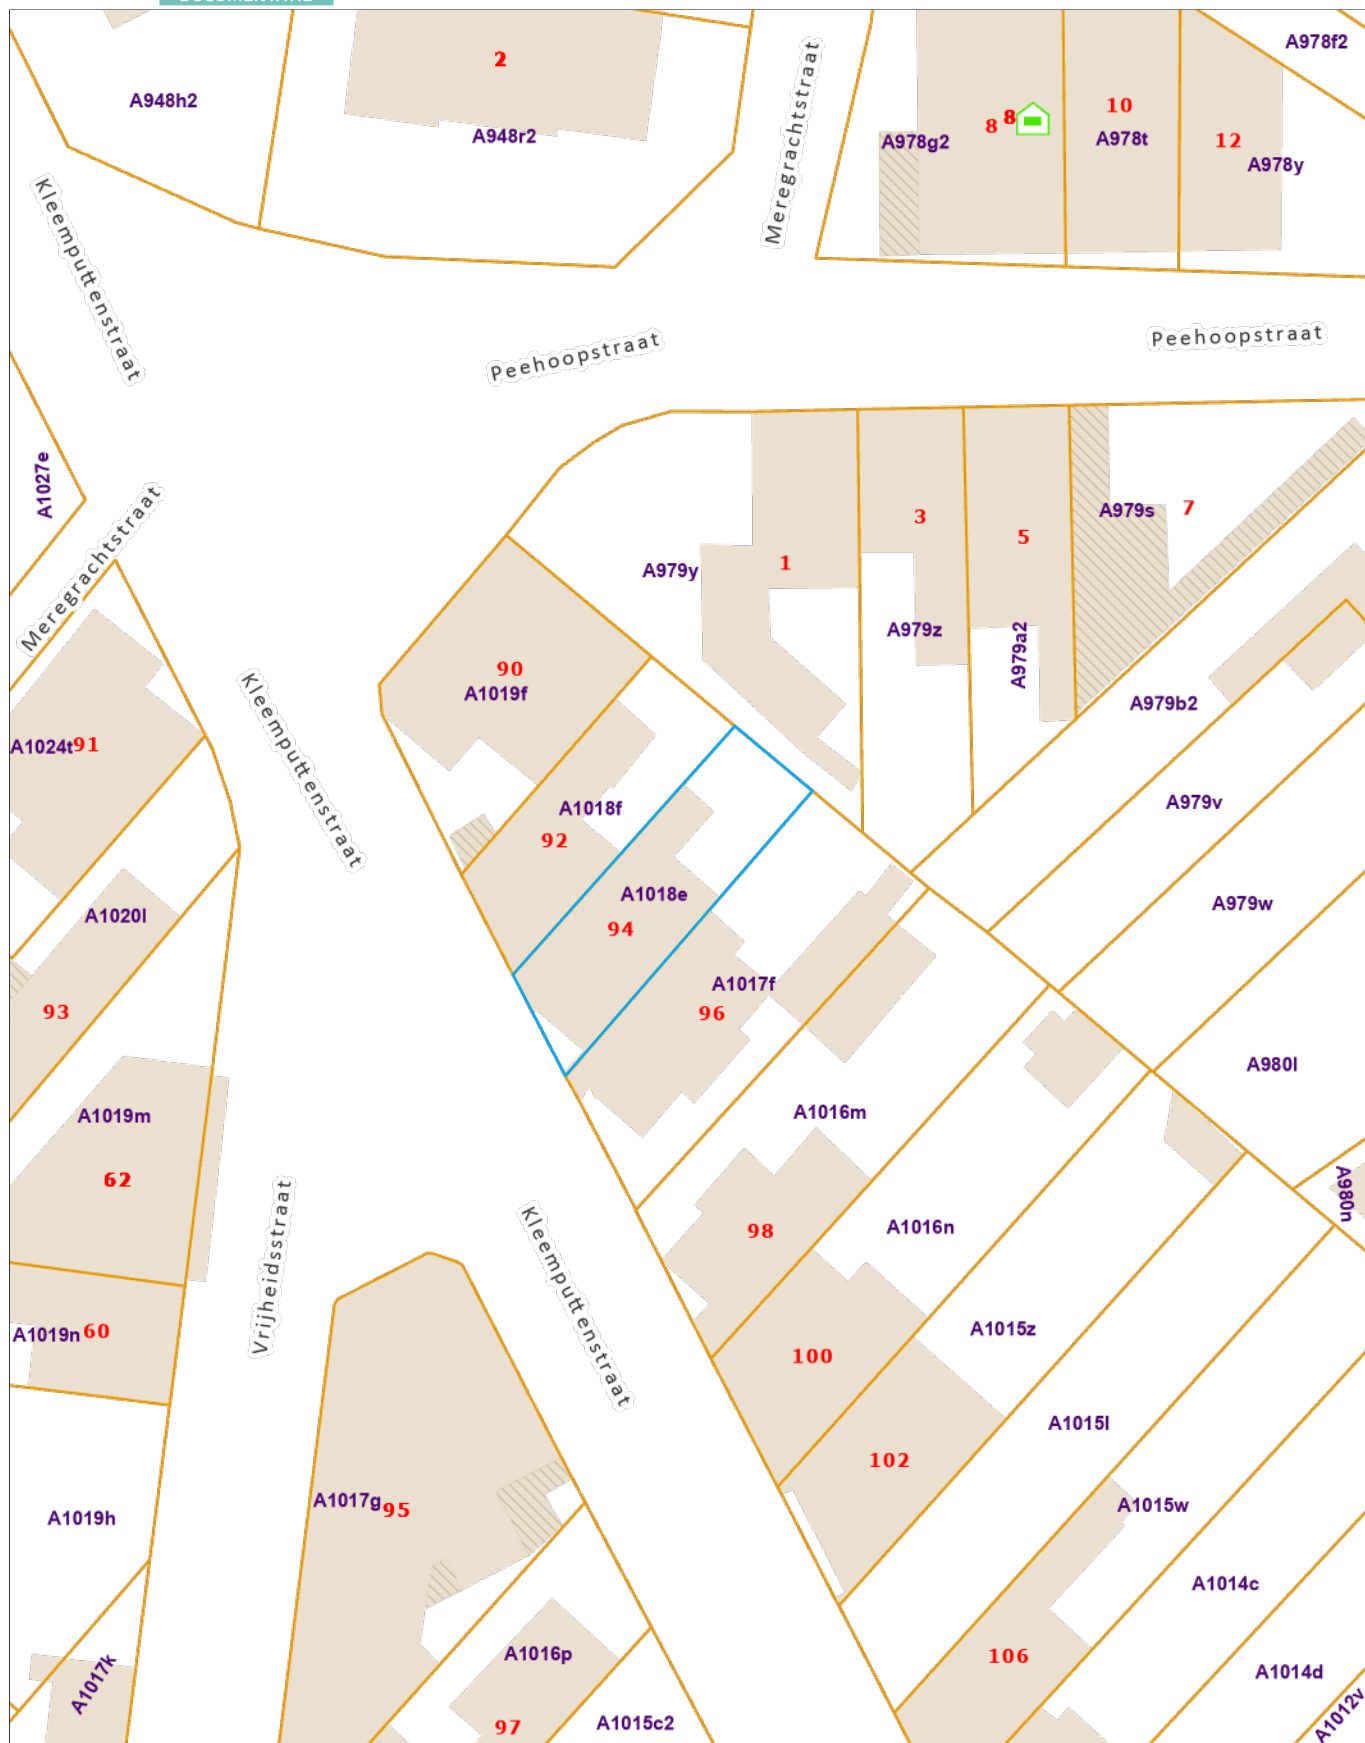 2
A948h2
A948r2
Meregrachtstraat
A978f2
8
8
10
A978g2
A978t
12
A978y
Kleemputtenstraat
Peehoopstraat
Peehoopstraat
A1027e
Meregrachtstraat
A979y
1
3
A979z
5
A979a2
A979s
7
90
A1019f
A979b2
A1024t
91
Kleemputtenstraat
A1018f
92
A979v
A1018e
94
A979w
A1020l
93
A1017f
96
A980l
A1019m
62
A1016m
A980n
Vrijheidsstraat
Kleemputtenstraat
98
A1016n
A1019n
60
100
A1015z
A1015l
102
A1017g
95
A1015w
A1019h
A1014c
A1017k
A1016p
106
A1014d
97
A1015c2
A1012v